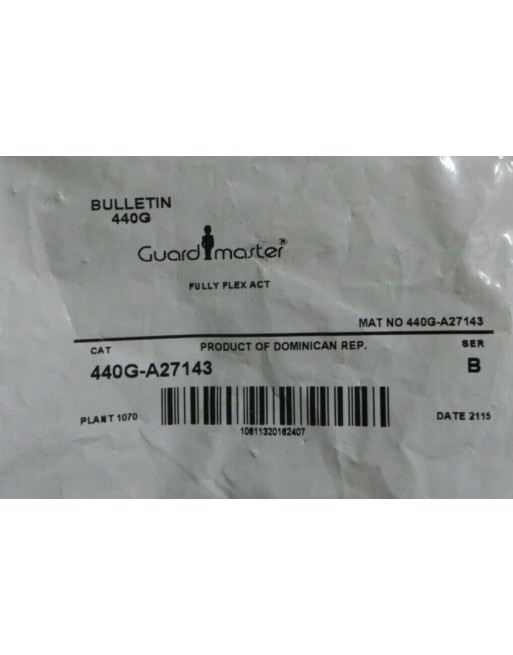 BULLETIN
440G
Guardmaster®
FULLY FLEX ACT
MAT NO 440G-A27143
CAT
PRODUCT OF DOMINICAN REP.
SER
440G-A27143
B
PLANT 1070
DATE 2115
10611320162407